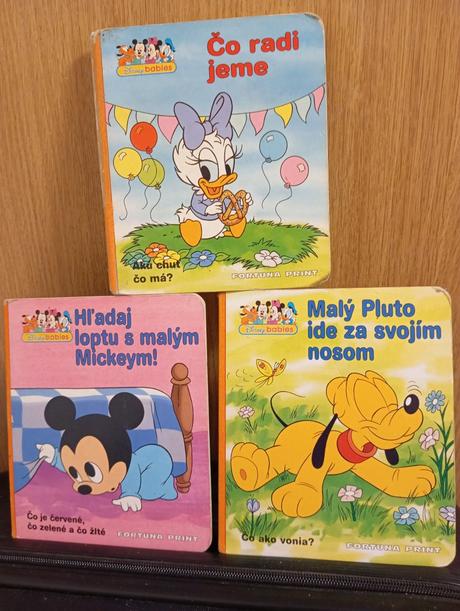 Disney babies
Čo radi
jeme
Akú chuť
čo má?
FORTUNA PRINT
Disney babies
Hľadaj
loptu s malým
Mickeym!
Čo je červené,
čo zelené a čo žlté
FORTUNA PRINT
Disney babies
Malý Pluto
ide za svojím
nosom
Čo ako vonia?
FORTUNA PRINT